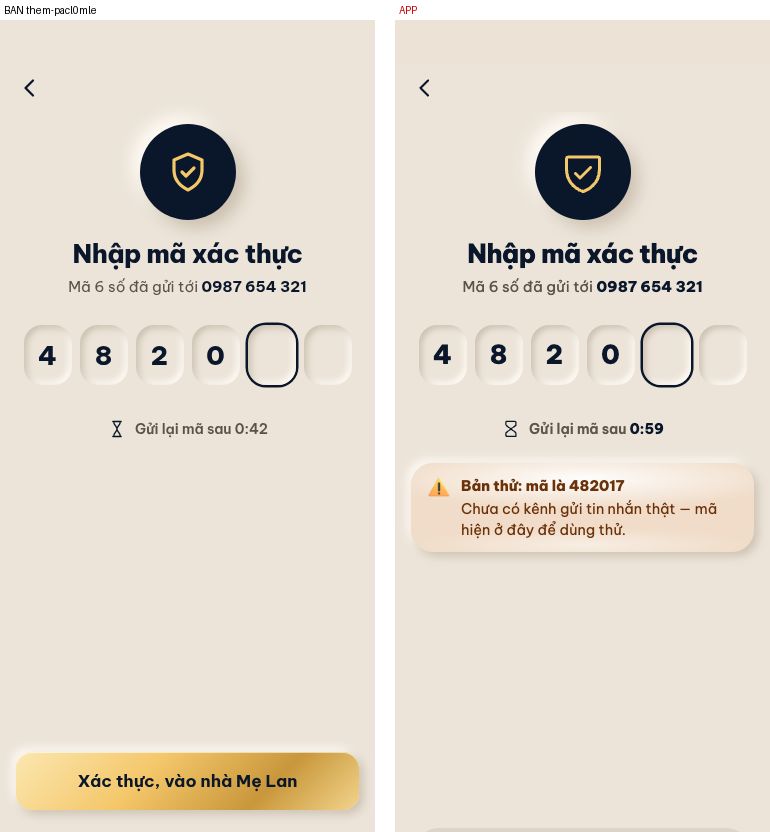 BAN them-pacl0mle
Nhập mã xác thực
Mã 6 số đã gửi tới 0987 654 321
4 8 2 0
Gửi lại mã sau 0:42
Xác thực, vào nhà Mẹ Lan
APP
Nhập mã xác thực
Mã 6 số đã gửi tới 0987 654 321
4 8 2 0
Gửi lại mã sau 0:59
Bản thử: mã là 482017
Chưa có kênh gửi tin nhắn thật — mã
hiện ở đây để dùng thử.